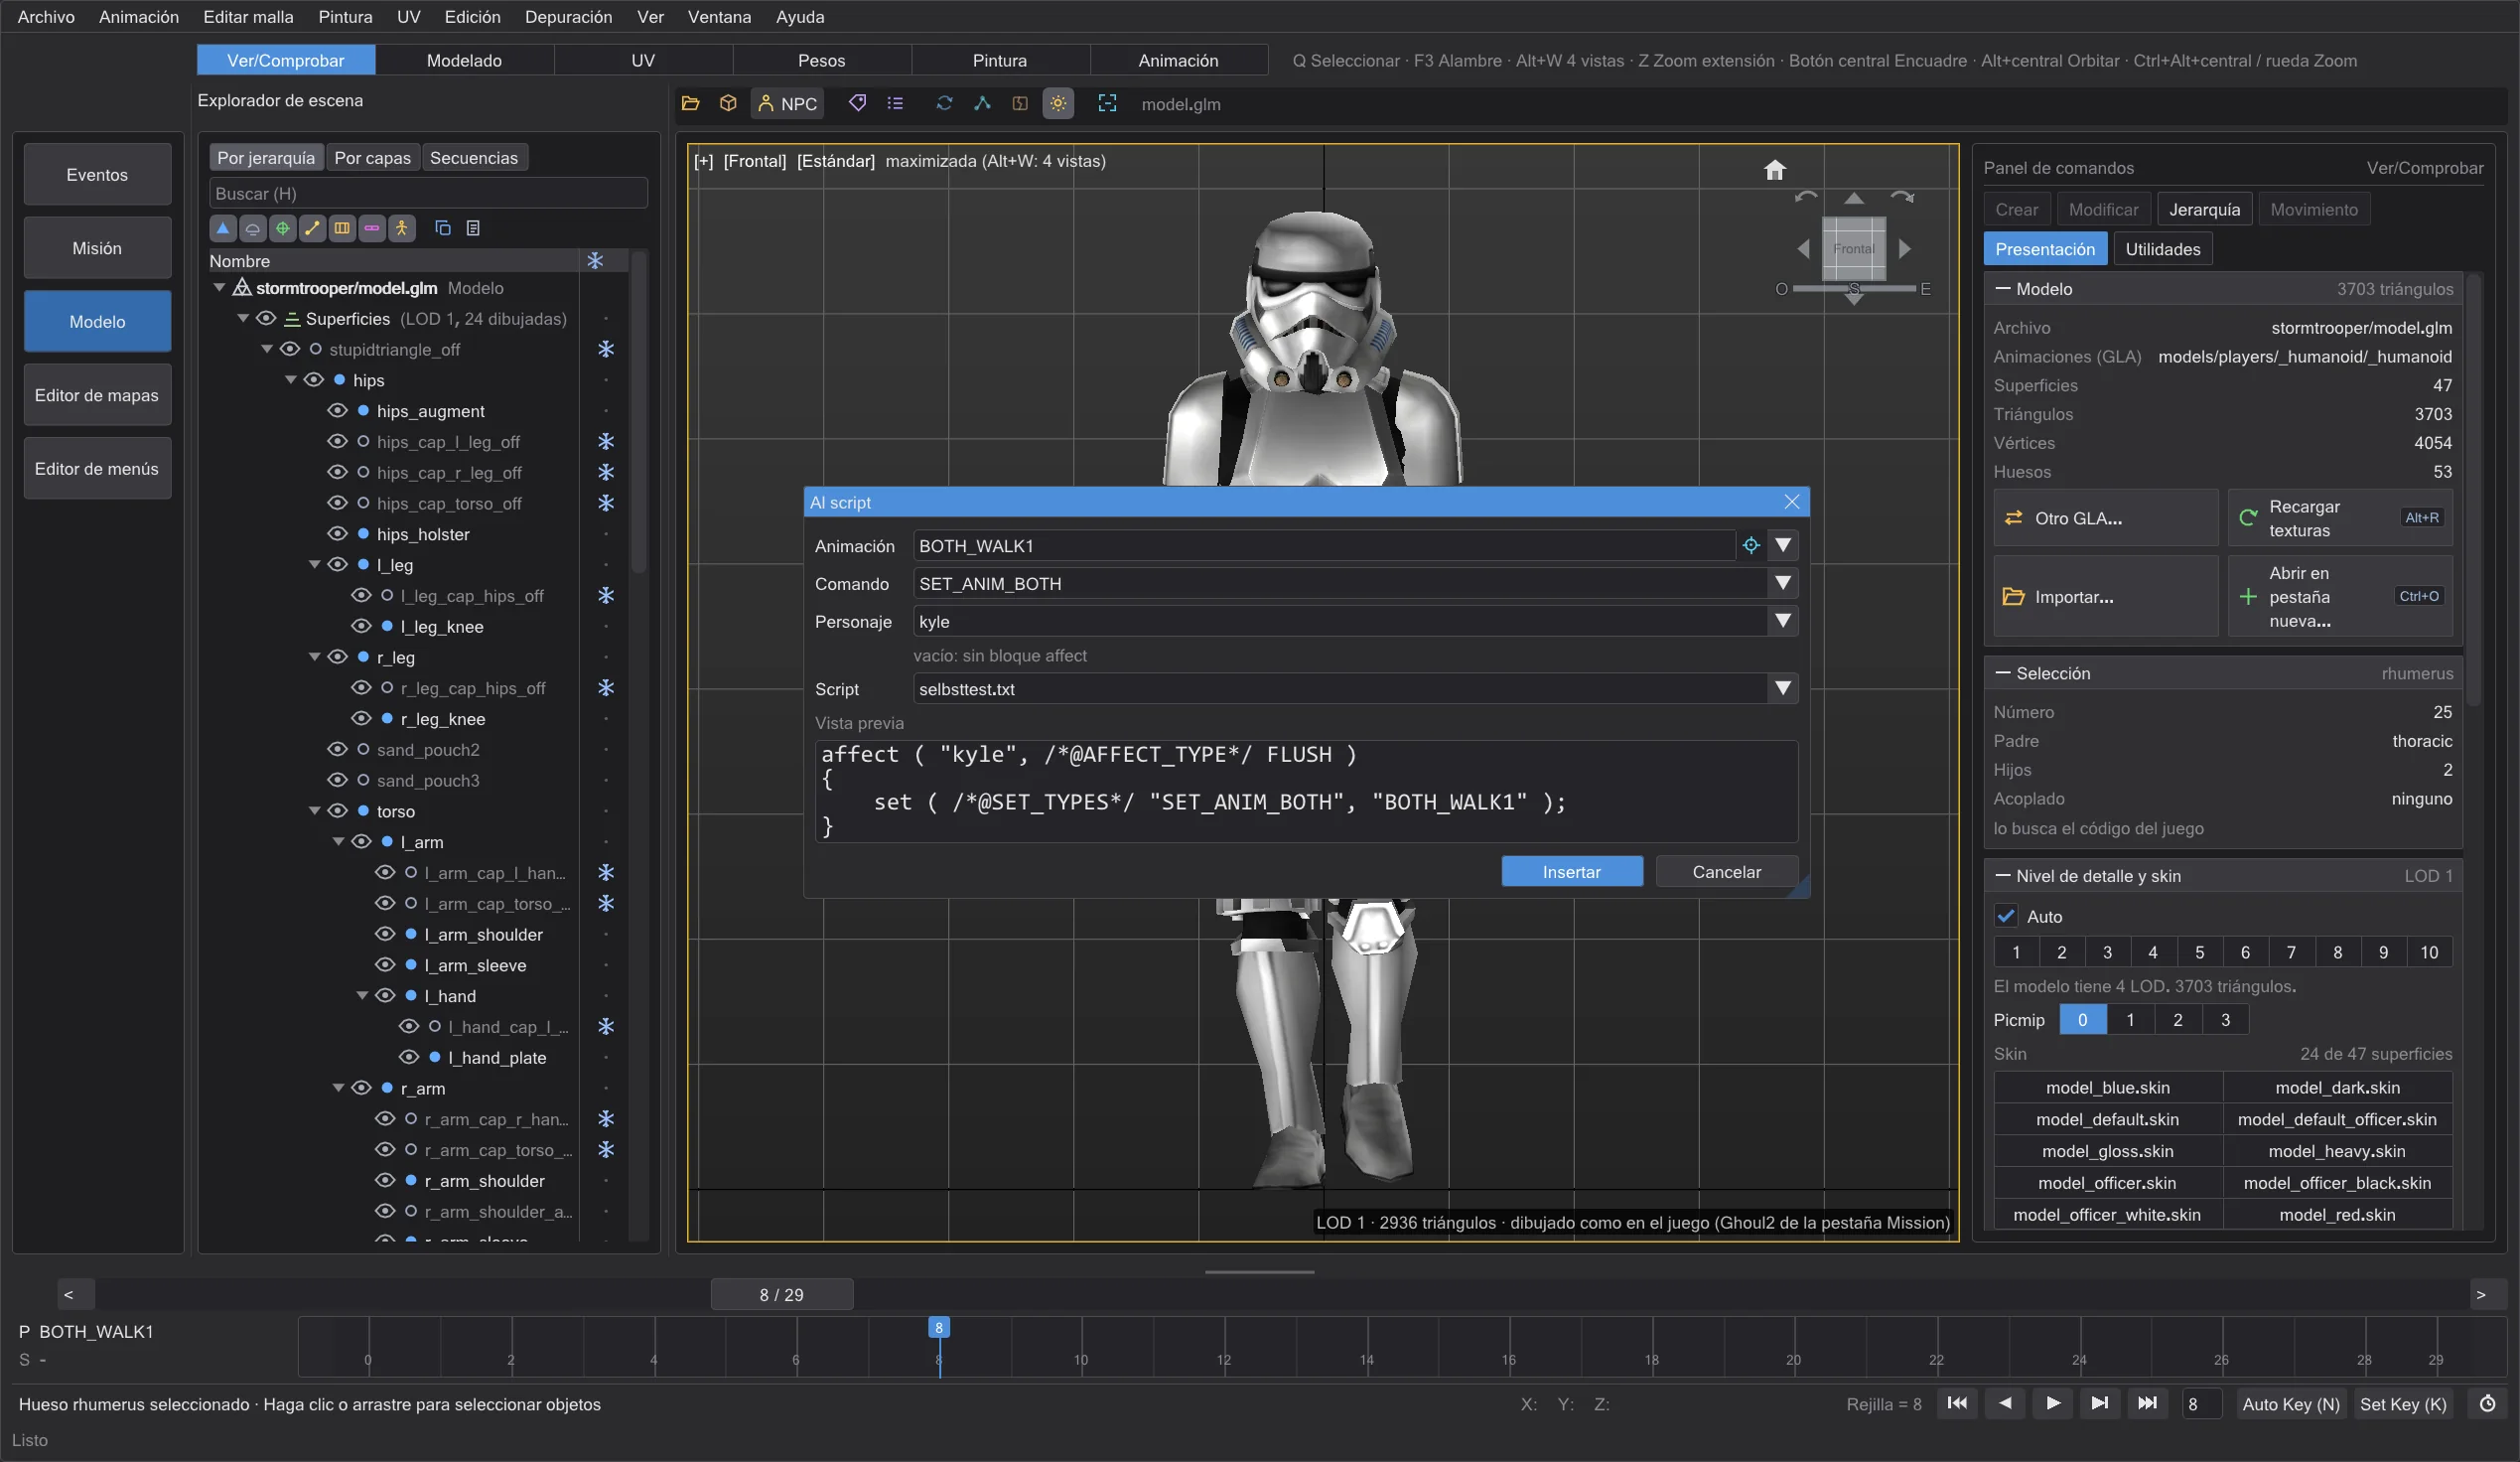 Archivo Animación Editar malla Pintura UV Edición Depuración Ver Ventana Ayuda
Ver/Comprobar Modelado UV Pesos Pintura Animación Q Seleccionar · F3 Alambre · Alt+W 4 vistas · Z Zoom extensión · Botón central Encuadre · Alt+central Orbitar · Ctrl+Alt+central / rueda Zoom
Eventos
Misión
Modelo
Editor de mapas
Editor de menús
Explorador de escena
Por jerarquía Por capas Secuencias
Buscar (H)
Nombre
stormtrooper/model.glm Modelo
Superficies (LOD 1, 24 dibujadas)
stupidtriangle_off
hips
hips_augment
hips_cap_l_leg_off
hips_cap_r_leg_off
hips_cap_torso_off
hips_holster
l_leg
l_leg_cap_hips_off
l_leg_knee
r_leg
r_leg_cap_hips_off
r_leg_knee
sand_pouch2
sand_pouch3
torso
l_arm
l_arm_cap_l_han...
l_arm_cap_torso_...
l_arm_shoulder
l_arm_sleeve
l_hand
l_hand_cap_l_...
l_hand_plate
r_arm
r_arm_cap_r_han...
r_arm_cap_torso_...
r_arm_shoulder
r_arm_shoulder_a...
r_arm_sleeve
NPC model.glm
[+] [Frontal] [Estándar] maximizada (Alt+W: 4 vistas)
Frontal
O S E
AI script
Animación BOTH_WALK1
Comando SET_ANIM_BOTH
Personaje kyle
vacío: sin bloque affect
Script selbsttest.txt
Vista previa
affect ( "kyle", /*@AFFECT_TYPE*/ FLUSH )
{
set ( /*@SET_TYPES*/ "SET_ANIM_BOTH", "BOTH_WALK1" );
}
Insertar Cancelar
LOD 1 · 2936 triángulos · dibujado como en el juego (Ghoul2 de la pestaña Mission)
Panel de comandos Ver/Comprobar
Crear Modificar Jerarquía Movimiento
Presentación Utilidades
Modelo 3703 triángulos
Archivo stormtrooper/model.glm
Animaciones (GLA) models/players/_humanoid/_humanoid
Superficies 47
Triángulos 3703
Vértices 4054
Huesos 53
Otro GLA...
Recargar texturas Alt+R
Importar...
Abrir en pestaña nueva... Ctrl+O
Selección rhumerus
Número 25
Padre thoracic
Hijos 2
Acoplado ninguno
lo busca el código del juego
Nivel de detalle y skin LOD 1
Auto
1 2 3 4 5 6 7 8 9 10
El modelo tiene 4 LOD. 3703 triángulos.
Picmip 0 1 2 3
Skin 24 de 47 superficies
model_blue.skin model_dark.skin
model_default.skin model_default_officer.skin
model_gloss.skin model_heavy.skin
model_officer.skin model_officer_black.skin
model_officer_white.skin model_red.skin
< 8 / 29 >
P BOTH_WALK1
S -
8
0 2 4 6 8 10 12 14 16 18 20 22 24 26 28 29
Hueso rhumerus seleccionado · Haga clic o arrastre para seleccionar objetos X: Y: Z: Rejilla = 8 8 Auto Key (N) Set Key (K)
Listo